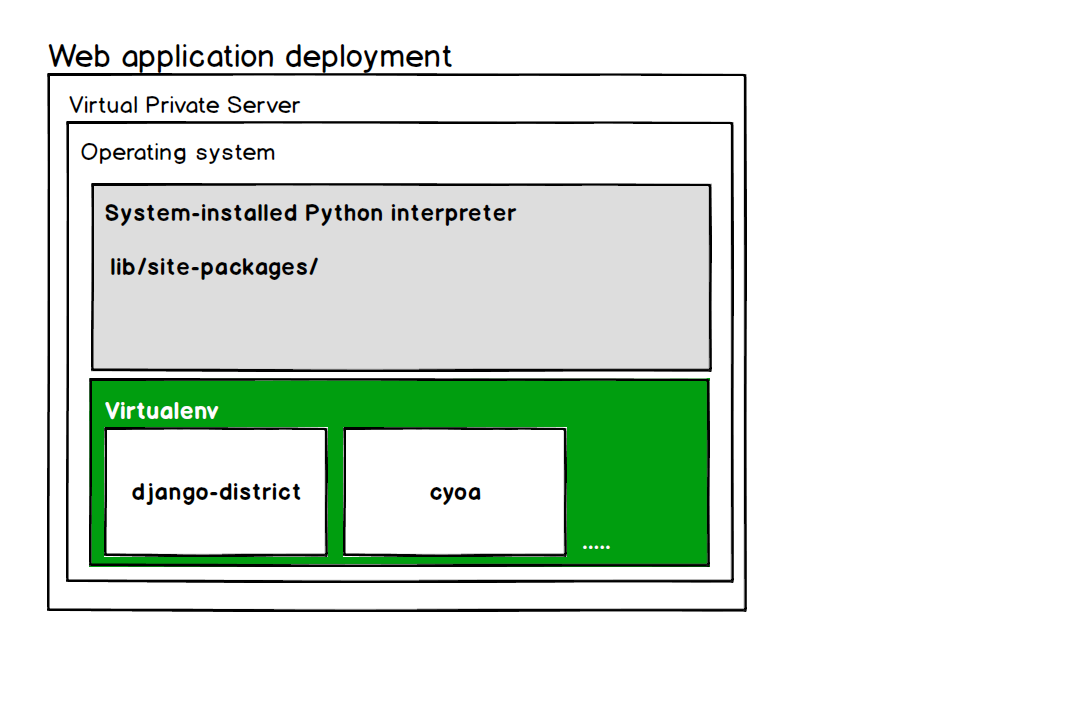 Web application deployment
Virtual Private Server
Operating system
System-installed Python interpreter
lib/site-packages/
Virtualenv
django-district
cyoa
.....